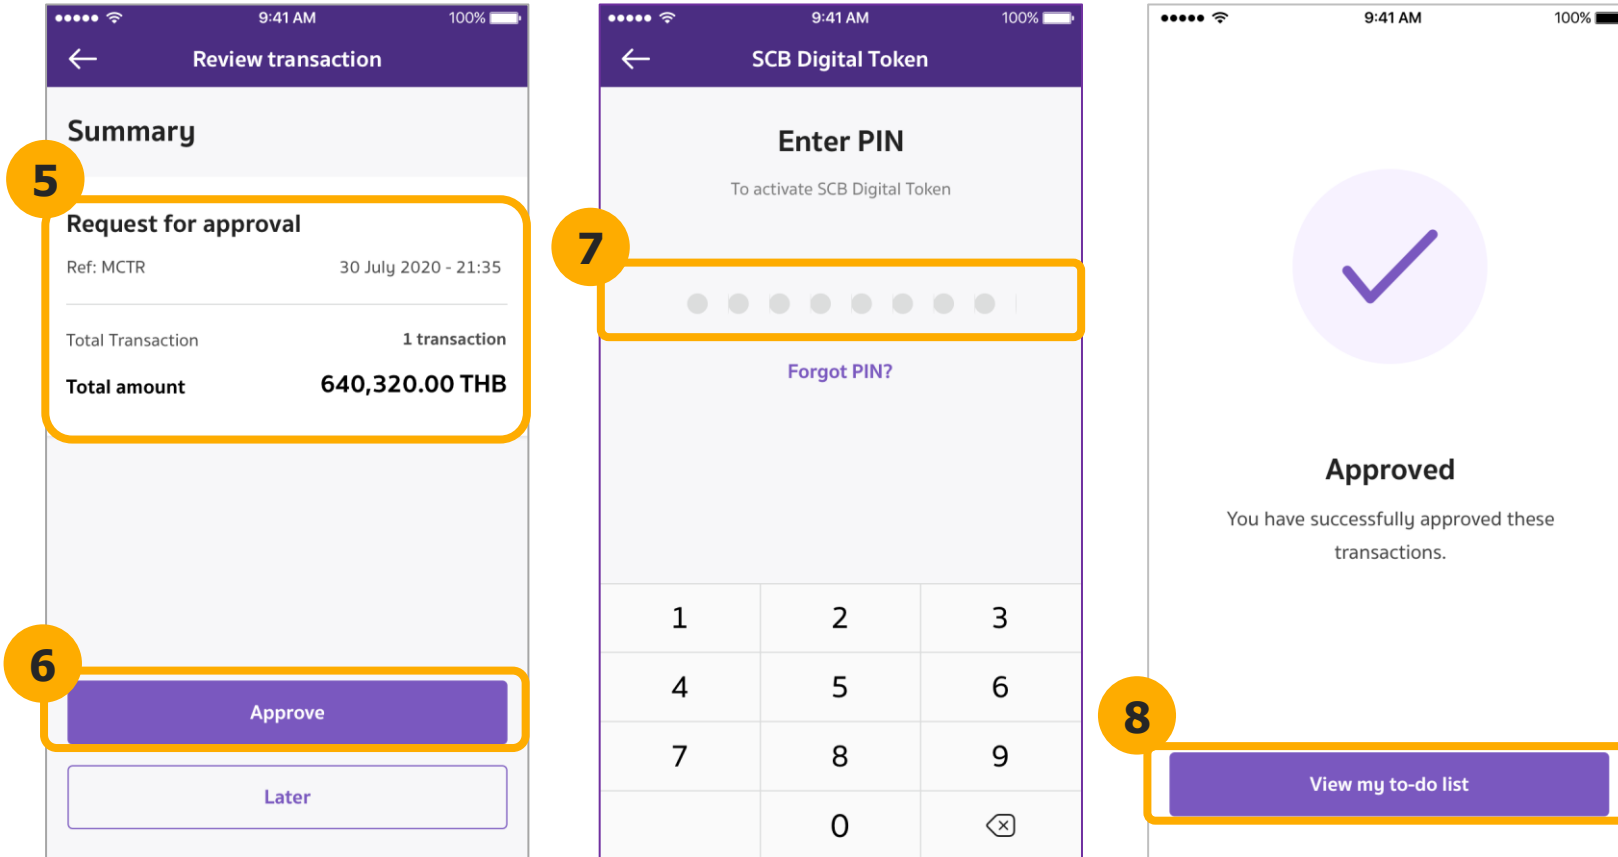 9:41 AM
100%
Review transaction
Summary
5
Request for approval
Ref: MCTR
30 July 2020 - 21:35
Total Transaction
1 transaction
Total amount
640,320.00 THB
6
Approve
Later
9:41 AM
100%
SCB Digital Token
Enter PIN
To activate SCB Digital Token
7
Forgot PIN?
1 2 3
4 5 6
7 8 9
0
9:41 AM
100%
Approved
You have successfully approved these
transactions.
8
View my to-do list